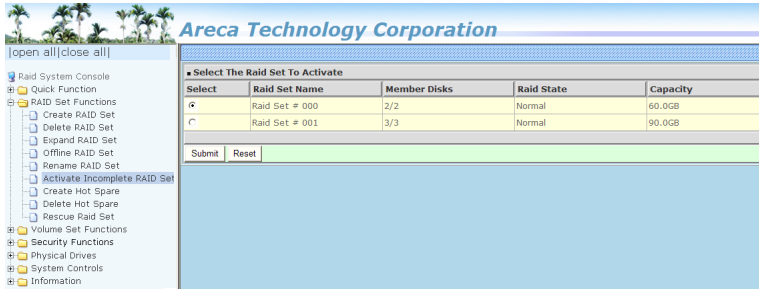 Areca Technology Corporation
|open all|close all|
Raid System Console
Quick Function
RAID Set Functions
Create RAID Set
Delete RAID Set
Expand RAID Set
Offline RAID Set
Rename RAID Set
Activate Incomplete RAID Set
Create Hot Spare
Delete Hot Spare
Rescue Raid Set
Volume Set Functions
Security Functions
Physical Drives
System Controls
Information
Select The Raid Set To Activate
Select Raid Set Name Member Disks Raid State Capacity
Raid Set # 000 2/2 Normal 60.0GB
Raid Set # 001 3/3 Normal 90.0GB
Submit Reset